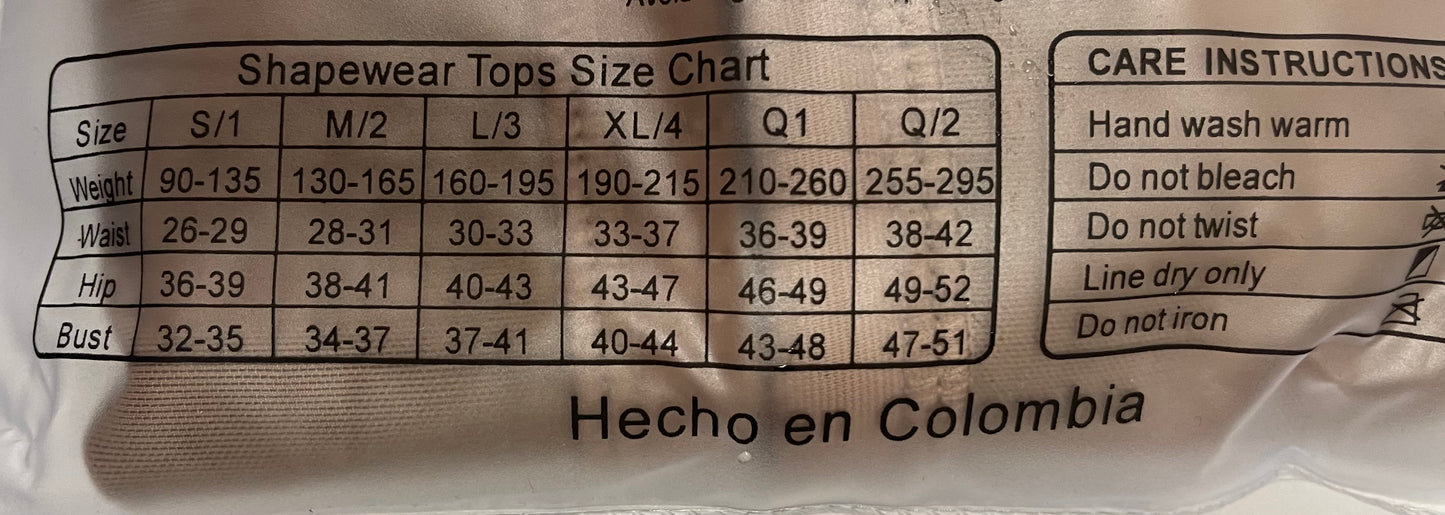 Shapewear Tops Size Chart
Size S/1 M/2 L/3 XL/4 Q1 Q/2
Weight 90-135 130-165 160-195 190-215 210-260 255-295
Waist 26-29 28-31 30-33 33-37 36-39 38-42
Hip 36-39 38-41 40-43 43-47 46-49 49-52
Bust 32-35 34-37 37-41 40-44 43-48 47-51
CARE INSTRUCTIONS
Hand wash warm
Do not bleach
Do not twist
Line dry only
Do not iron
Hecho en Colombia